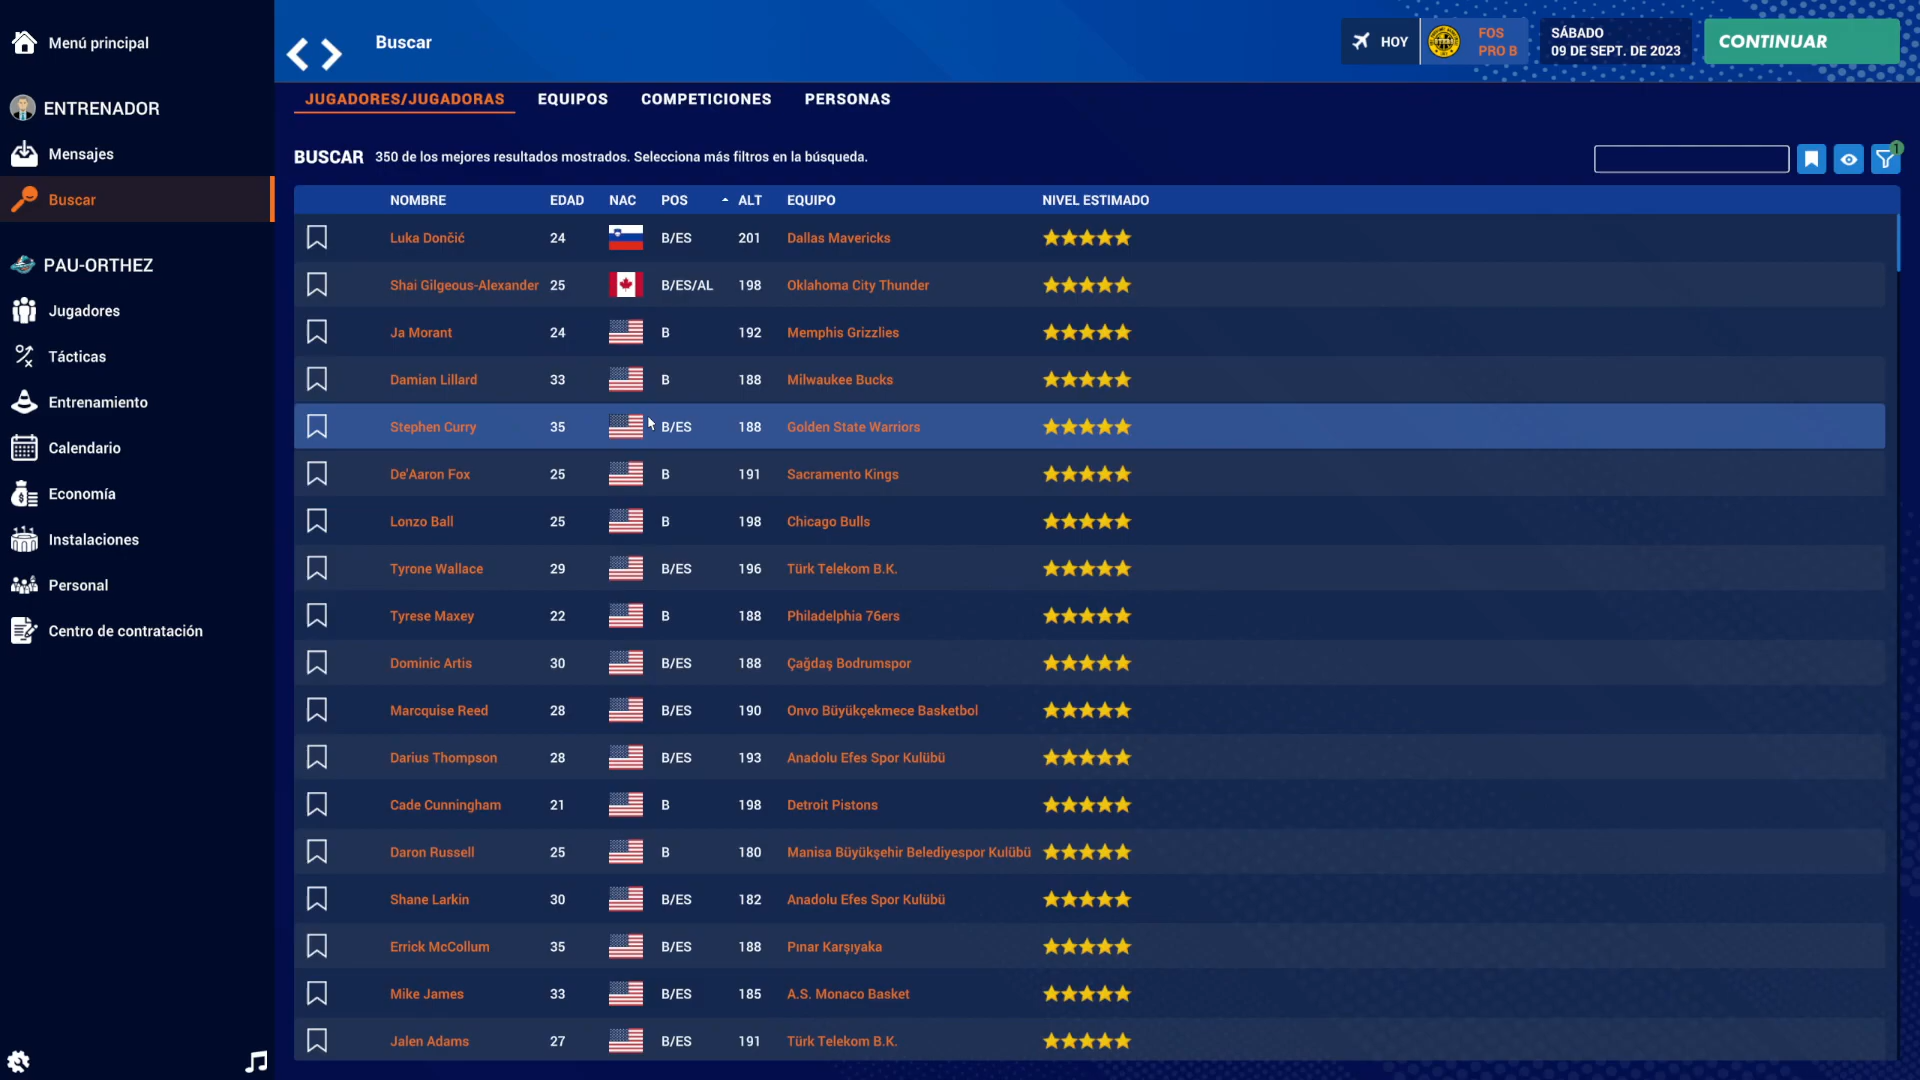 Menú principal
ENTRENADOR
Mensajes
Buscar
PAU-ORTHEZ
Jugadores
Tácticas
Entrenamiento
Calendario
Economía
Instalaciones
Personal
Centro de contratación
Buscar
HOY
FOS
PRO B
SÁBADO
09 DE SEPT. DE 2023
CONTINUAR
JUGADORES/JUGADORAS EQUIPOS COMPETICIONES PERSONAS
BUSCAR 350 de los mejores resultados mostrados. Selecciona más filtros en la búsqueda.
1
NOMBRE EDAD NAC POS ALT EQUIPO NIVEL ESTIMADO
Luka Dončić 24 B/ES 201 Dallas Mavericks
Shai Gilgeous-Alexander 25 B/ES/AL 198 Oklahoma City Thunder
Ja Morant 24 B 192 Memphis Grizzlies
Damian Lillard 33 B 188 Milwaukee Bucks
Stephen Curry 35 B/ES 188 Golden State Warriors
De'Aaron Fox 25 B 191 Sacramento Kings
Lonzo Ball 25 B 198 Chicago Bulls
Tyrone Wallace 29 B/ES 196 Türk Telekom B.K.
Tyrese Maxey 22 B 188 Philadelphia 76ers
Dominic Artis 30 B/ES 188 Çağdaş Bodrumspor
Marcquise Reed 28 B/ES 190 Onvo Büyükçekmece Basketbol
Darius Thompson 28 B/ES 193 Anadolu Efes Spor Kulübü
Cade Cunningham 21 B 198 Detroit Pistons
Daron Russell 25 B 180 Manisa Büyükşehir Belediyespor Kulübü
Shane Larkin 30 B/ES 182 Anadolu Efes Spor Kulübü
Errick McCollum 35 B/ES 188 Pınar Karşıyaka
Mike James 33 B/ES 185 A.S. Monaco Basket
Jalen Adams 27 B/ES 191 Türk Telekom B.K.